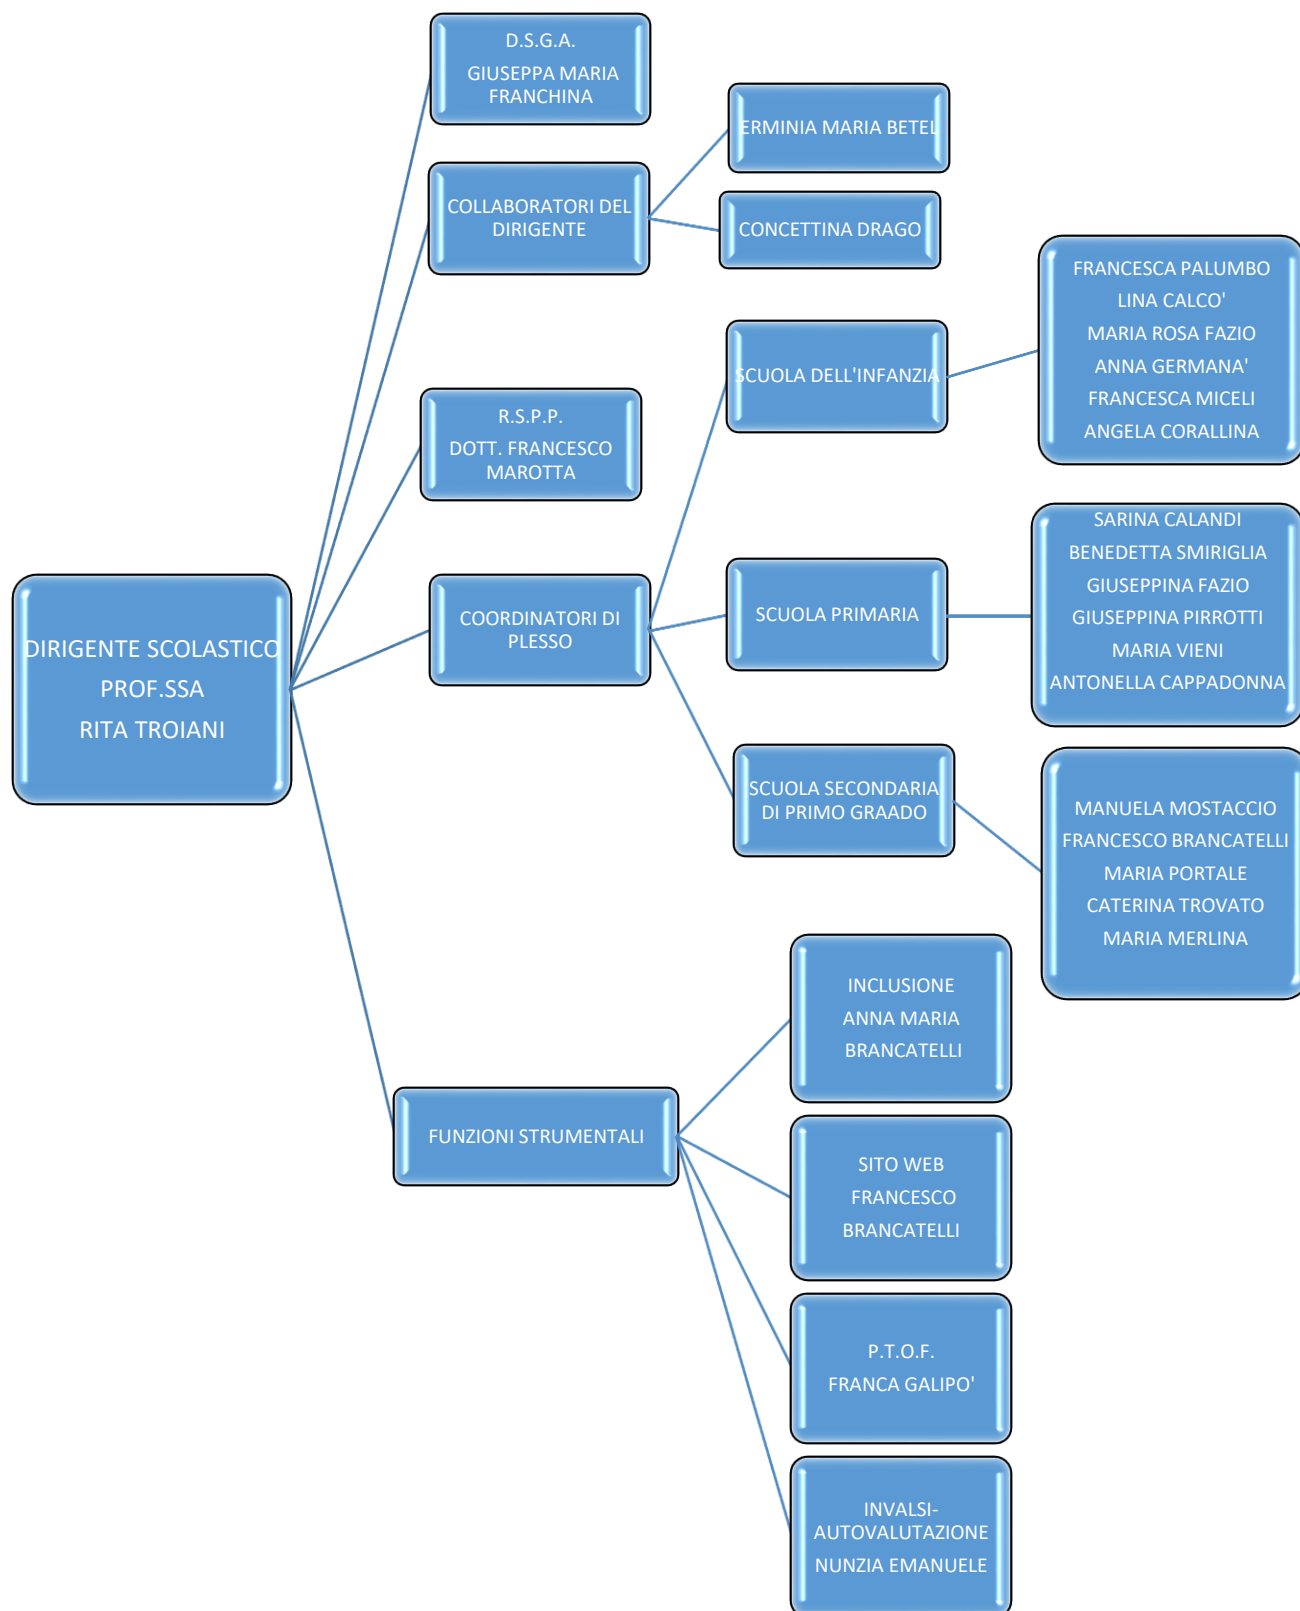 D.S.G.A.
GIUSEPPA MARIA
FRANCHINA
ERMINIA MARIA BETEL
COLLABORATORI DEL
DIRIGENTE
CONCETTINA DRAGO
FRANCESCA PALUMBO
LINA CALCO'
MARIA ROSA FAZIO
ANNA GERMANA'
FRANCESCA MICELI
ANGELA CORALLINA
SCUOLA DELL'INFANZIA
R.S.P.P.
DOTT. FRANCESCO
MAROTTA
SARINA CALANDI
BENEDETTA SMIRIGLIA
GIUSEPPINA FAZIO
GIUSEPPINA PIRROTTI
MARIA VIENI
ANTONELLA CAPPADONNA
COORDINATORI DI
PLESSO
SCUOLA PRIMARIA
DIRIGENTE SCOLASTICO
PROF.SSA
RITA TROIANI
SCUOLA SECONDARIA
DI PRIMO GRAADO
MANUELA MOSTACCIO
FRANCESCO BRANCATELLI
MARIA PORTALE
CATERINA TROVATO
MARIA MERLINA
INCLUSIONE
ANNA MARIA
BRANCATELLI
FUNZIONI STRUMENTALI
SITO WEB
FRANCESCO
BRANCATELLI
P.T.O.F.
FRANCA GALIPO'
INVALSI-
AUTOVALUTAZIONE
NUNZIA EMANUELE